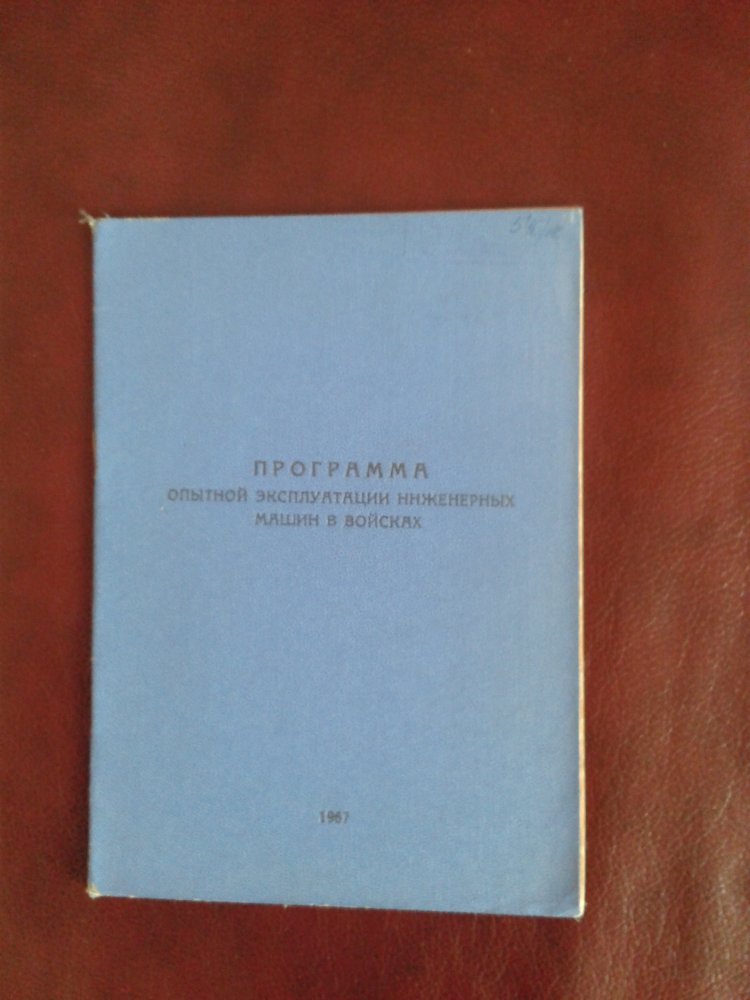 ПРОГРАММА
ОПЫТНОЙ ЭКСПЛУАТАЦИИ ИНЖЕНЕРНЫХ
МАШИН В ВОЙСКАХ
1967